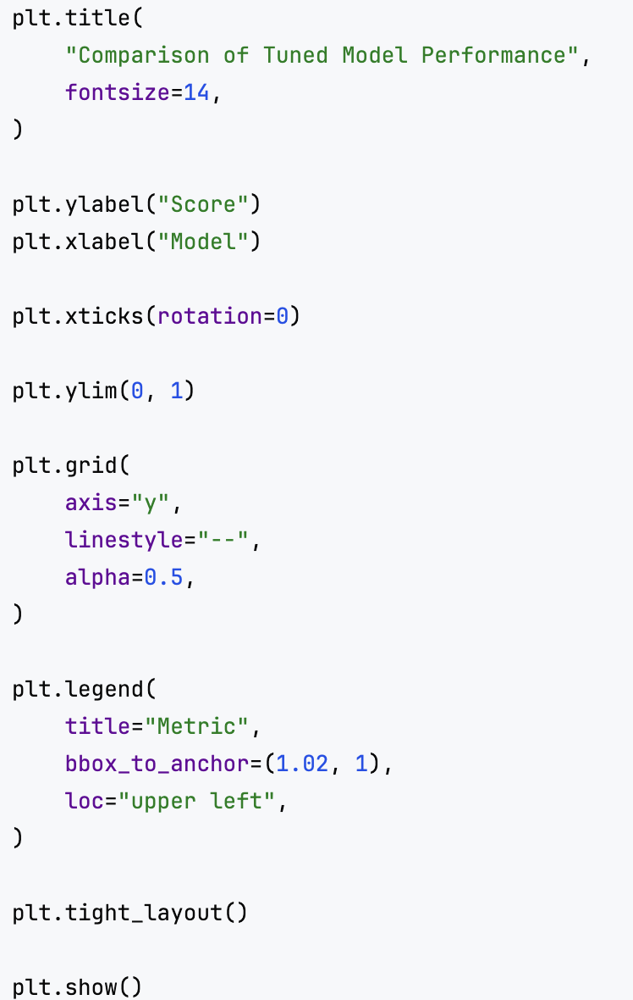 plt.title(
    "Comparison of Tuned Model Performance",
    fontsize=14,
)

plt.ylabel("Score")
plt.xlabel("Model")

plt.xticks(rotation=0)

plt.ylim(0, 1)

plt.grid(
    axis="y",
    linestyle="--",
    alpha=0.5,
)

plt.legend(
    title="Metric",
    bbox_to_anchor=(1.02, 1),
    loc="upper left",
)

plt.tight_layout()

plt.show()